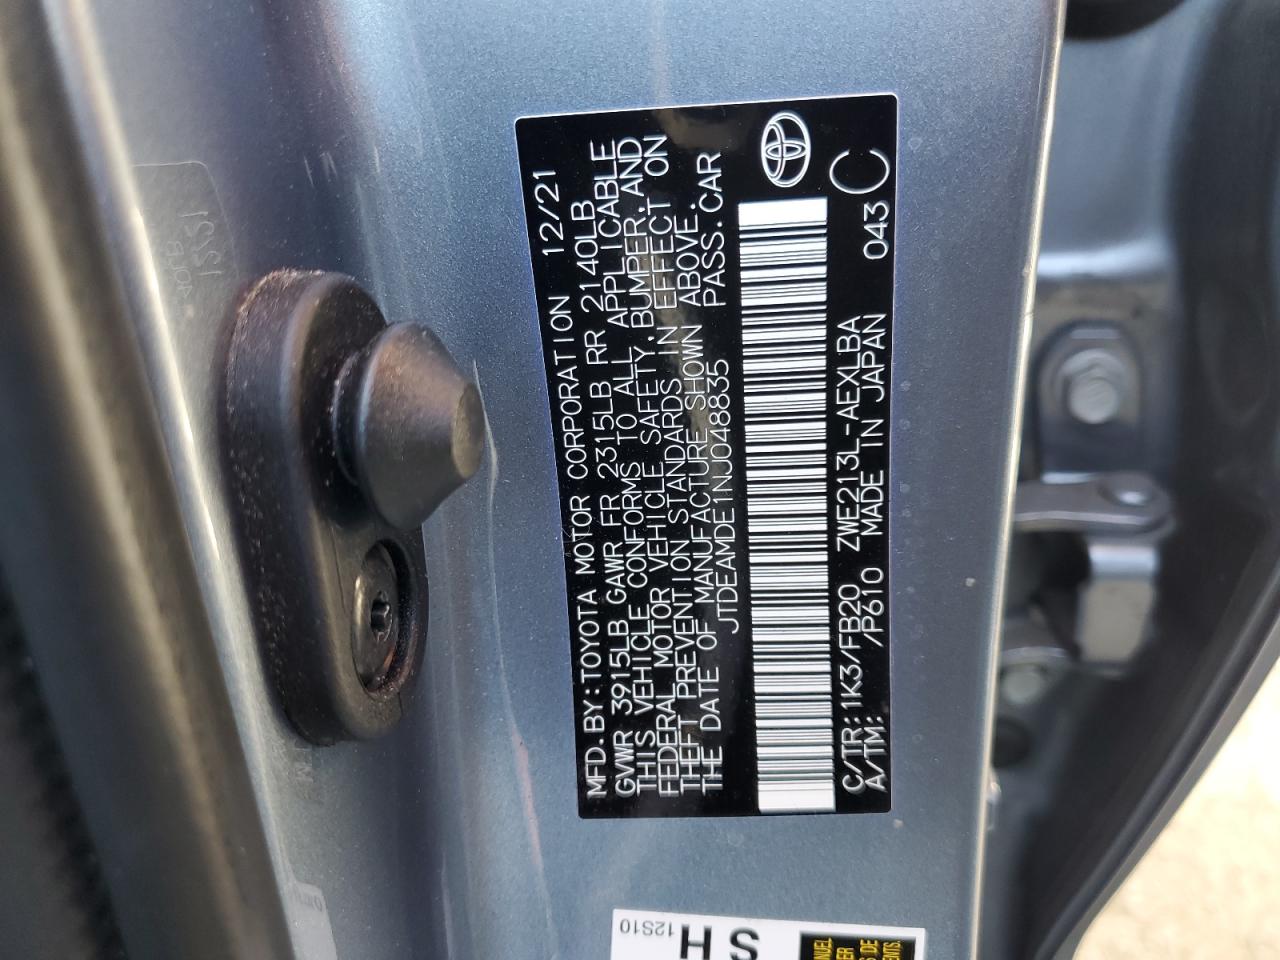 MFD.BY:TOYOTA MOTOR CORPORATION 12/21
GVWR 3915LB GAWR FR 2315LB RR 2140LB
THIS VEHICLE CONFORMS TO ALL APPLICABLE
FEDERAL MOTOR VEHICLE SAFETY,BUMPER,AND
THEFT PREVENTION STANDARDS IN EFFECT ON
THE DATE OF MANUFACTURE SHOWN ABOVE.
JTDEAMDE1NJ048835 PASS.CAR
C/TR:1K3/FB20 ZWE213L-AEXLBA 043 C
A/TM: /P610 MADE IN JAPAN
12S10
SH